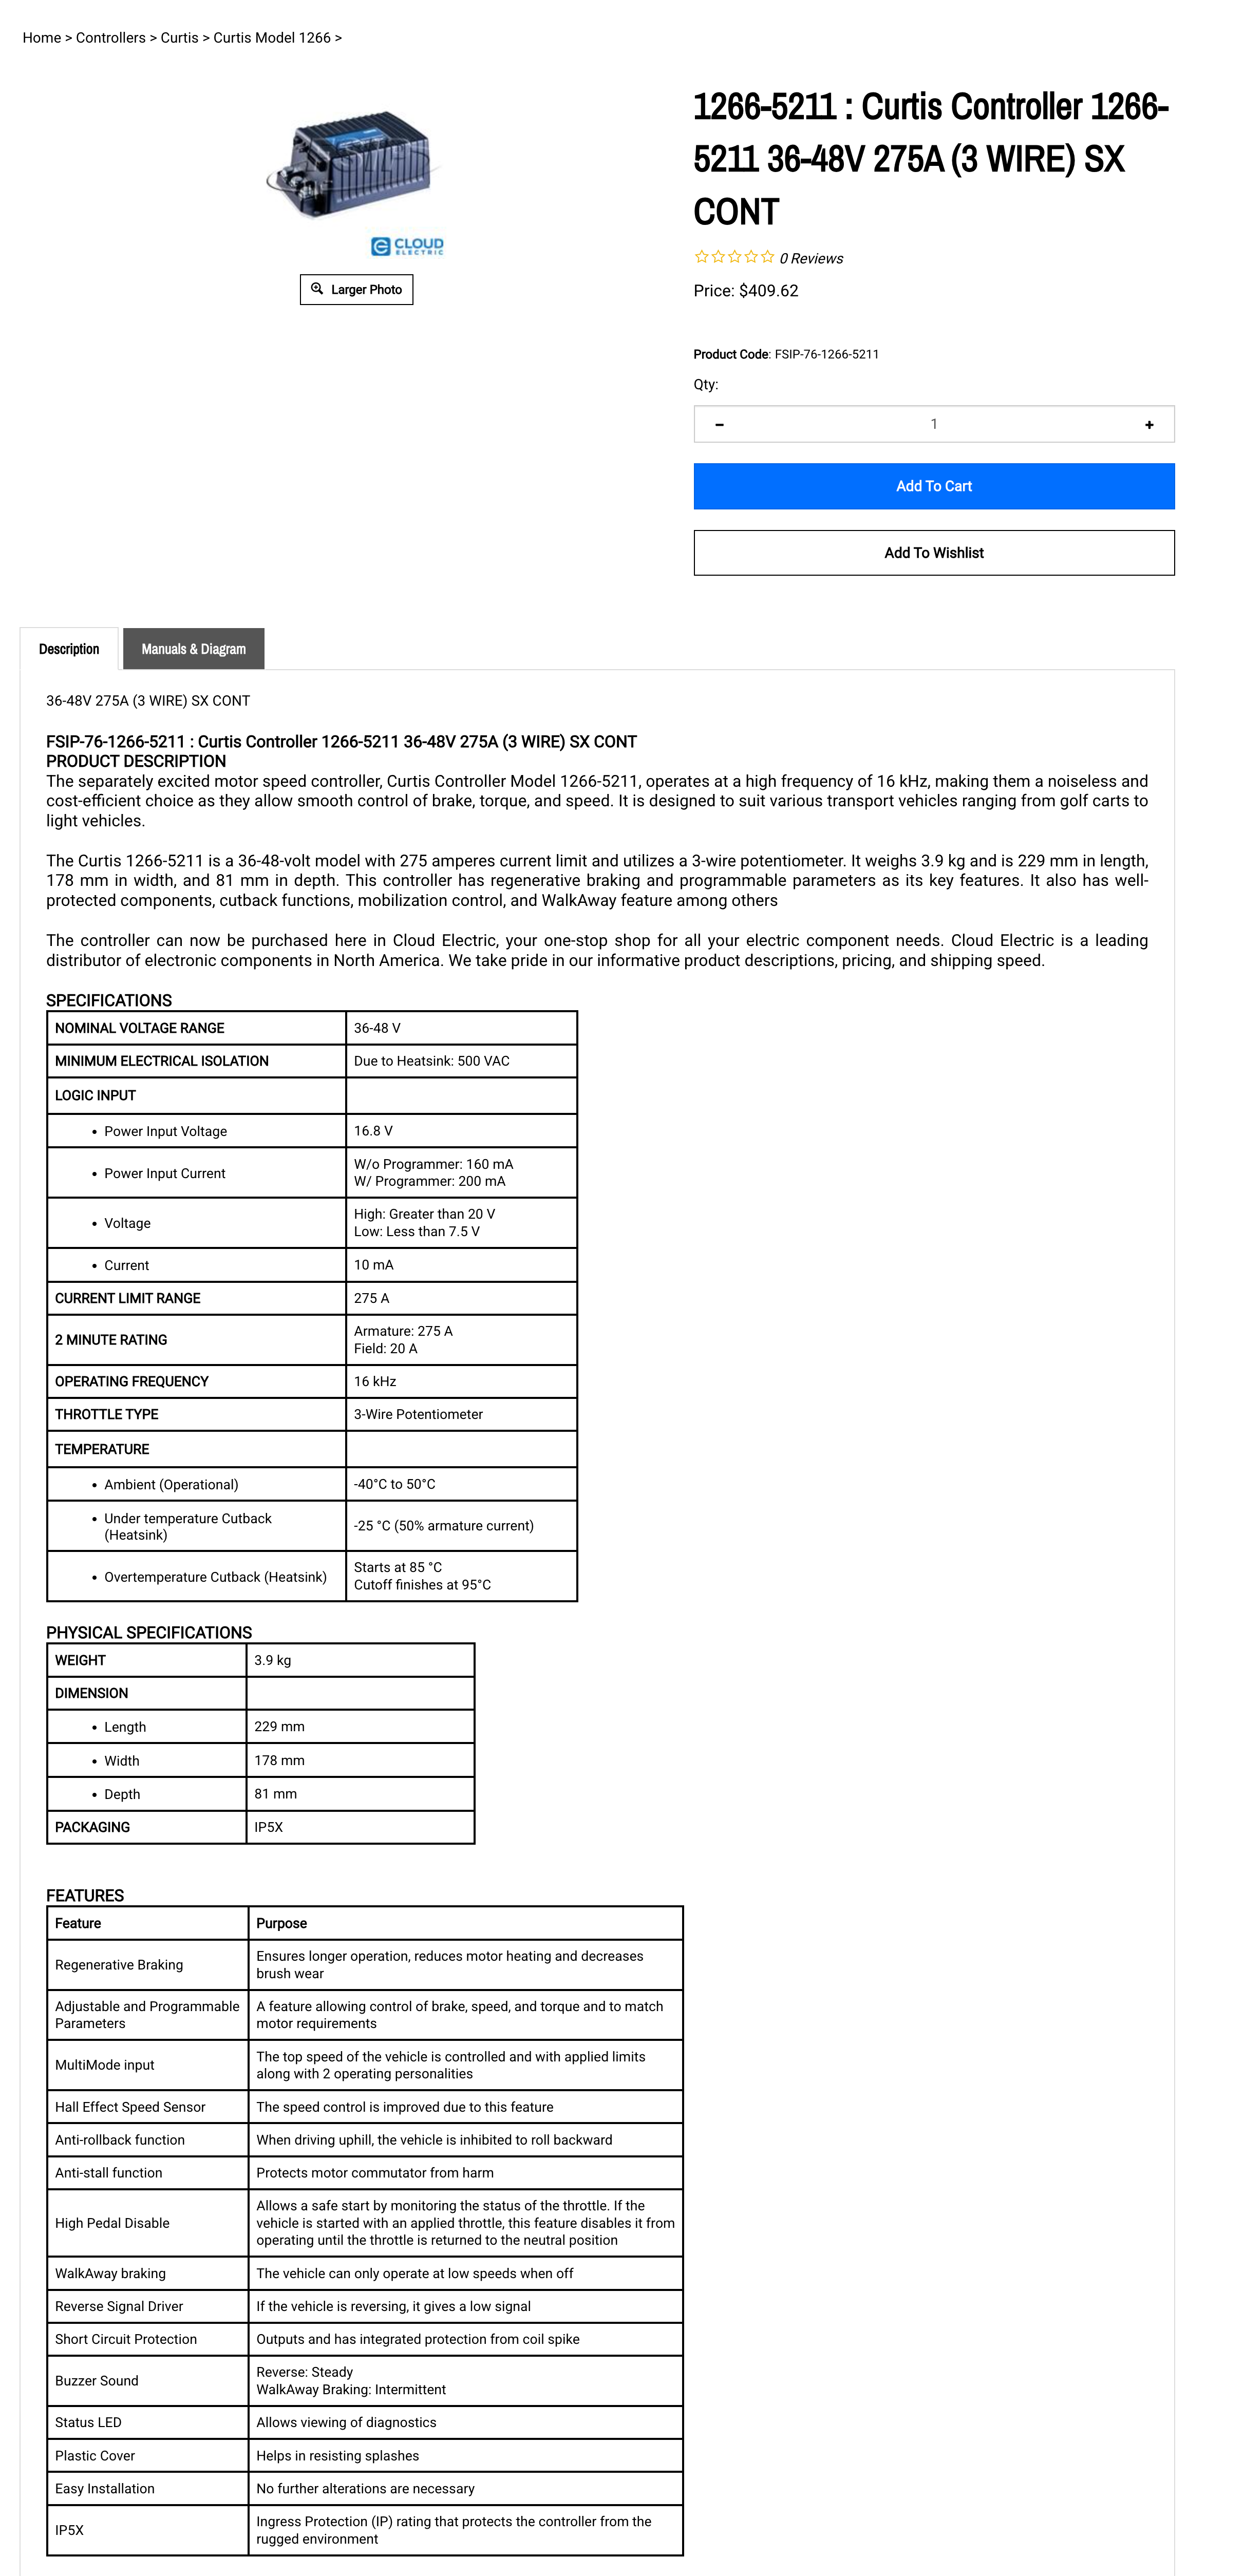 Home > Controllers > Curtis > Curtis Model 1266 >
CLOUD
ELECTRIC
Larger Photo
1266-5211 : Curtis Controller 1266-
5211 36-48V 275A (3 WIRE) SX
CONT
0 Reviews
Price: $409.62
Product Code: FSIP-76-1266-5211
Qty:
− 1 +
Add To Cart
Add To Wishlist
Description Manuals & Diagram
36-48V 275A (3 WIRE) SX CONT
FSIP-76-1266-5211 : Curtis Controller 1266-5211 36-48V 275A (3 WIRE) SX CONT
PRODUCT DESCRIPTION
The separately excited motor speed controller, Curtis Controller Model 1266-5211, operates at a high frequency of 16 kHz, making them a noiseless and
cost-efficient choice as they allow smooth control of brake, torque, and speed. It is designed to suit various transport vehicles ranging from golf carts to
light vehicles.
The Curtis 1266-5211 is a 36-48-volt model with 275 amperes current limit and utilizes a 3-wire potentiometer. It weighs 3.9 kg and is 229 mm in length,
178 mm in width, and 81 mm in depth. This controller has regenerative braking and programmable parameters as its key features. It also has well-
protected components, cutback functions, mobilization control, and WalkAway feature among others
The controller can now be purchased here in Cloud Electric, your one-stop shop for all your electric component needs. Cloud Electric is a leading
distributor of electronic components in North America. We take pride in our informative product descriptions, pricing, and shipping speed.
SPECIFICATIONS
NOMINAL VOLTAGE RANGE 36-48 V
MINIMUM ELECTRICAL ISOLATION Due to Heatsink: 500 VAC
LOGIC INPUT
• Power Input Voltage 16.8 V
• Power Input Current W/o Programmer: 160 mA
W/ Programmer: 200 mA
• Voltage High: Greater than 20 V
Low: Less than 7.5 V
• Current 10 mA
CURRENT LIMIT RANGE 275 A
2 MINUTE RATING Armature: 275 A
Field: 20 A
OPERATING FREQUENCY 16 kHz
THROTTLE TYPE 3-Wire Potentiometer
TEMPERATURE
• Ambient (Operational) -40°C to 50°C
• Under temperature Cutback
(Heatsink) -25 °C (50% armature current)
• Overtemperature Cutback (Heatsink) Starts at 85 °C
Cutoff finishes at 95°C
PHYSICAL SPECIFICATIONS
WEIGHT 3.9 kg
DIMENSION
• Length 229 mm
• Width 178 mm
• Depth 81 mm
PACKAGING IP5X
FEATURES
Feature Purpose
Regenerative Braking Ensures longer operation, reduces motor heating and decreases
brush wear
Adjustable and Programmable
Parameters A feature allowing control of brake, speed, and torque and to match
motor requirements
MultiMode input The top speed of the vehicle is controlled and with applied limits
along with 2 operating personalities
Hall Effect Speed Sensor The speed control is improved due to this feature
Anti-rollback function When driving uphill, the vehicle is inhibited to roll backward
Anti-stall function Protects motor commutator from harm
High Pedal Disable Allows a safe start by monitoring the status of the throttle. If the
vehicle is started with an applied throttle, this feature disables it from
operating until the throttle is returned to the neutral position
WalkAway braking The vehicle can only operate at low speeds when off
Reverse Signal Driver If the vehicle is reversing, it gives a low signal
Short Circuit Protection Outputs and has integrated protection from coil spike
Buzzer Sound Reverse: Steady
WalkAway Braking: Intermittent
Status LED Allows viewing of diagnostics
Plastic Cover Helps in resisting splashes
Easy Installation No further alterations are necessary
IP5X Ingress Protection (IP) rating that protects the controller from the
rugged environment